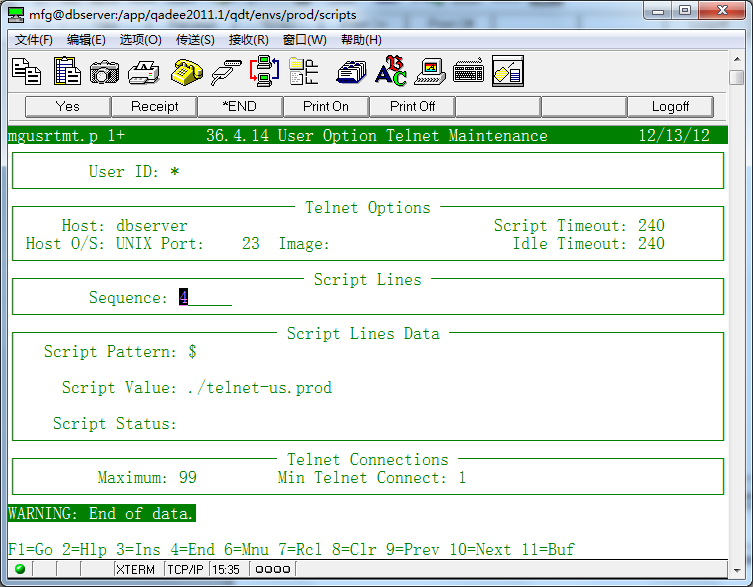 mfg@dbserver:/app/qadee2011.1/qdt/envs/prod/scripts
文件(F) 编辑(E) 选项(O) 传送(S) 接收(R) 窗口(W) 帮助(H)
Yes Receipt *END Print On Print Off Logoff
mgusrtmt.p 1+ 36.4.14 User Option Telnet Maintenance 12/13/12
User ID: *
Telnet Options
Host: dbserver Script Timeout: 240
Host O/S: UNIX Port: 23 Image: Idle Timeout: 240
Script Lines
Sequence: 4
Script Lines Data
Script Pattern: $
Script Value: ./telnet-us.prod
Script Status:
Telnet Connections
Maximum: 99 Min Telnet Connect: 1
WARNING: End of data.
F1=Go 2=Hlp 3=Ins 4=End 6=Mnu 7=Rcl 8=Clr 9=Prev 10=Next 11=Buf
XTERM TCP/IP 15:35